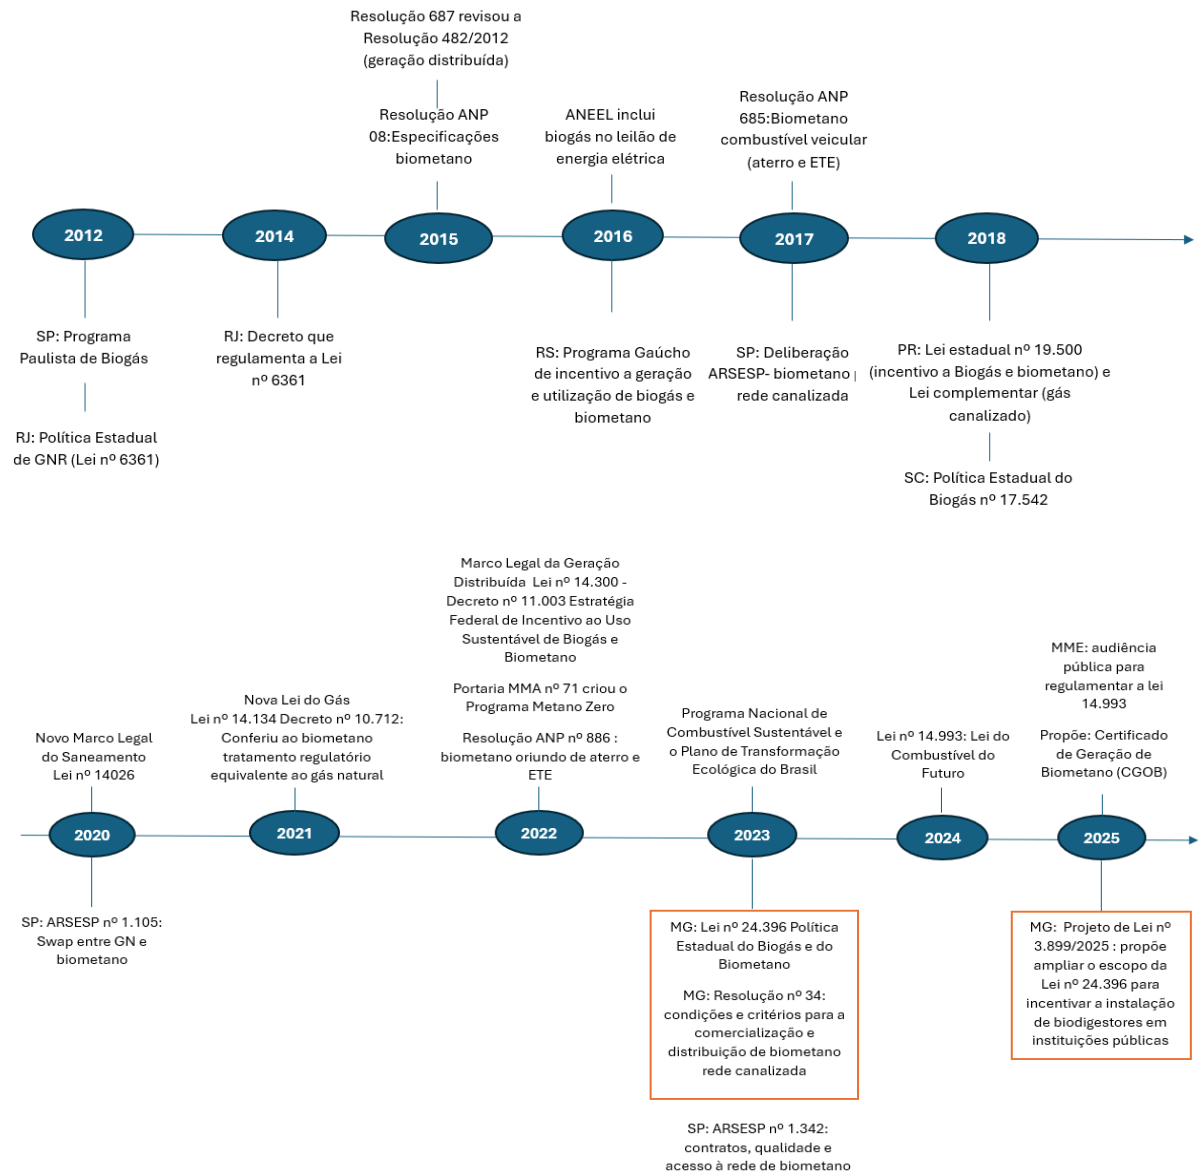 Resolução 687 revisou a
Resolução 482/2012
(geração distribuída)
Resolução ANP
08:Especificações
biometano
ANEEL inclui
biogás no leilão de
energia elétrica
Resolução ANP
685:Biometano
combustível veicular
(aterro e ETE)
2012
2014
2015
2016
2017
2018
SP: Programa
Paulista de Biogás
RJ: Política Estadual
de GNR (Lei nº 6361)
RJ: Decreto que
regulamenta a Lei
nº 6361
RS: Programa Gaúcho
de incentivo a geração
e utilização de biogás e
biometano
SP: Deliberação
ARSESP- biometano |
rede canalizada
PR: Lei estadual nº 19.500
(incentivo a Biogás e biometano) e
Lei complementar (gás
canalizado)
SC: Política Estadual do
Biogás nº 17.542
Novo Marco Legal
do Saneamento
Lei nº 14026
Nova Lei do Gás
Lei nº 14.134 Decreto nº 10.712:
Conferiu ao biometano
tratamento regulatório
equivalente ao gás natural
Marco Legal da Geração
Distribuída Lei nº 14.300 -
Decreto nº 11.003 Estratégia
Federal de Incentivo ao Uso
Sustentável de Biogás e
Biometano
Portaria MMA nº 71 criou o
Programa Metano Zero
Resolução ANP nº 886 :
biometano oriundo de aterro e
ETE
Programa Nacional de
Combustível Sustentável e
o Plano de Transformação
Ecológica do Brasil
Lei nº 14.993: Lei do
Combustível do
Futuro
MME: audiência
pública para
regulamentar a lei
14.993
Propõe: Certificado
de Geração de
Biometano (CGOB)
2020
2021
2022
2023
2024
2025
SP: ARSESP nº 1.105:
Swap entre GN e
biometano
MG: Lei nº 24.396 Política
Estadual do Biogás e do
Biometano
MG: Resolução nº 34:
condições e critérios para a
comercialização e
distribuição de biometano
rede canalizada
SP: ARSESP nº 1.342:
contratos, qualidade e
acesso à rede de biometano
MG: Projeto de Lei nº
3.899/2025 : propõe
ampliar o escopo da
Lei nº 24.396 para
incentivar a instalação
de biodigestores em
instituições públicas